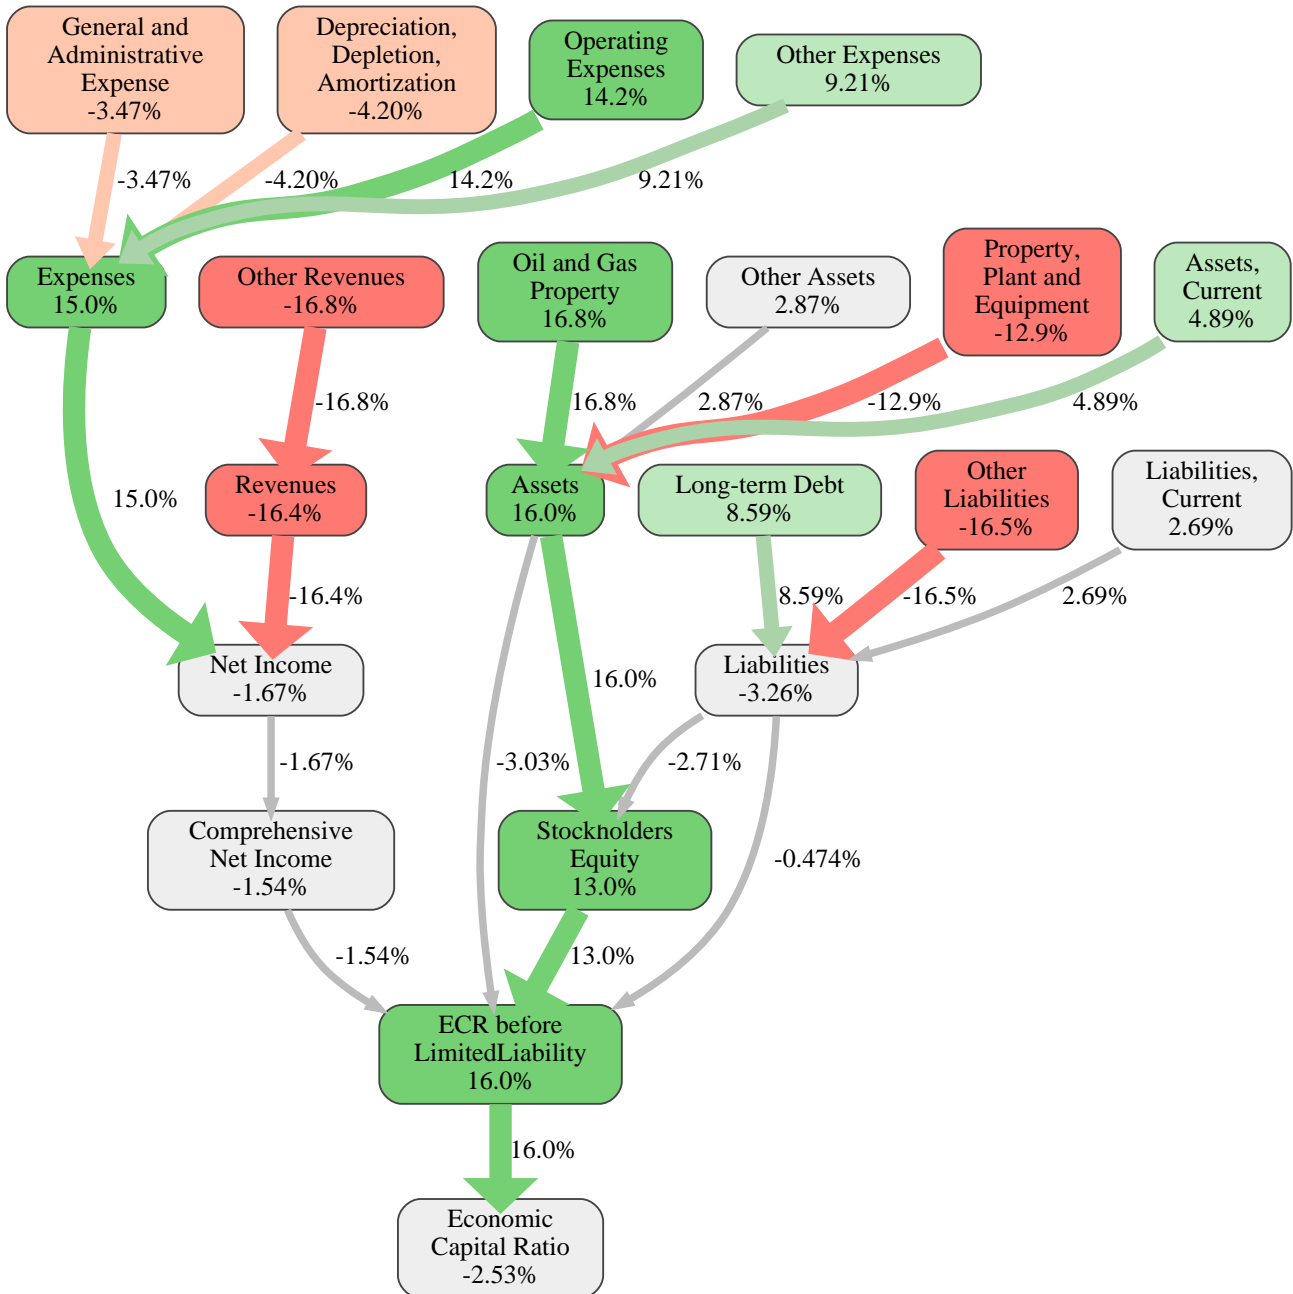 General and
Administrative
Expense
-3.47%
Depreciation,
Depletion,
Amortization
-4.20%
Operating
Expenses
14.2%
Other Expenses
9.21%
-3.47%
-4.20%
14.2%
9.21%
Expenses
15.0%
Other Revenues
-16.8%
Oil and Gas
Property
16.8%
Other Assets
2.87%
Property,
Plant and
Equipment
-12.9%
Assets,
Current
4.89%
-16.8%
16.8%
2.87%
-12.9%
4.89%
15.0%
Revenues
-16.4%
Assets
16.0%
Long-term Debt
8.59%
Other
Liabilities
-16.5%
Liabilities,
Current
2.69%
-16.4%
8.59%
-16.5%
2.69%
Net Income
-1.67%
16.0%
Liabilities
-3.26%
-1.67%
-3.03%
-2.71%
Comprehensive
Net Income
-1.54%
Stockholders
Equity
13.0%
-0.474%
-1.54%
13.0%
ECR before
LimitedLiability
16.0%
16.0%
Economic
Capital Ratio
-2.53%